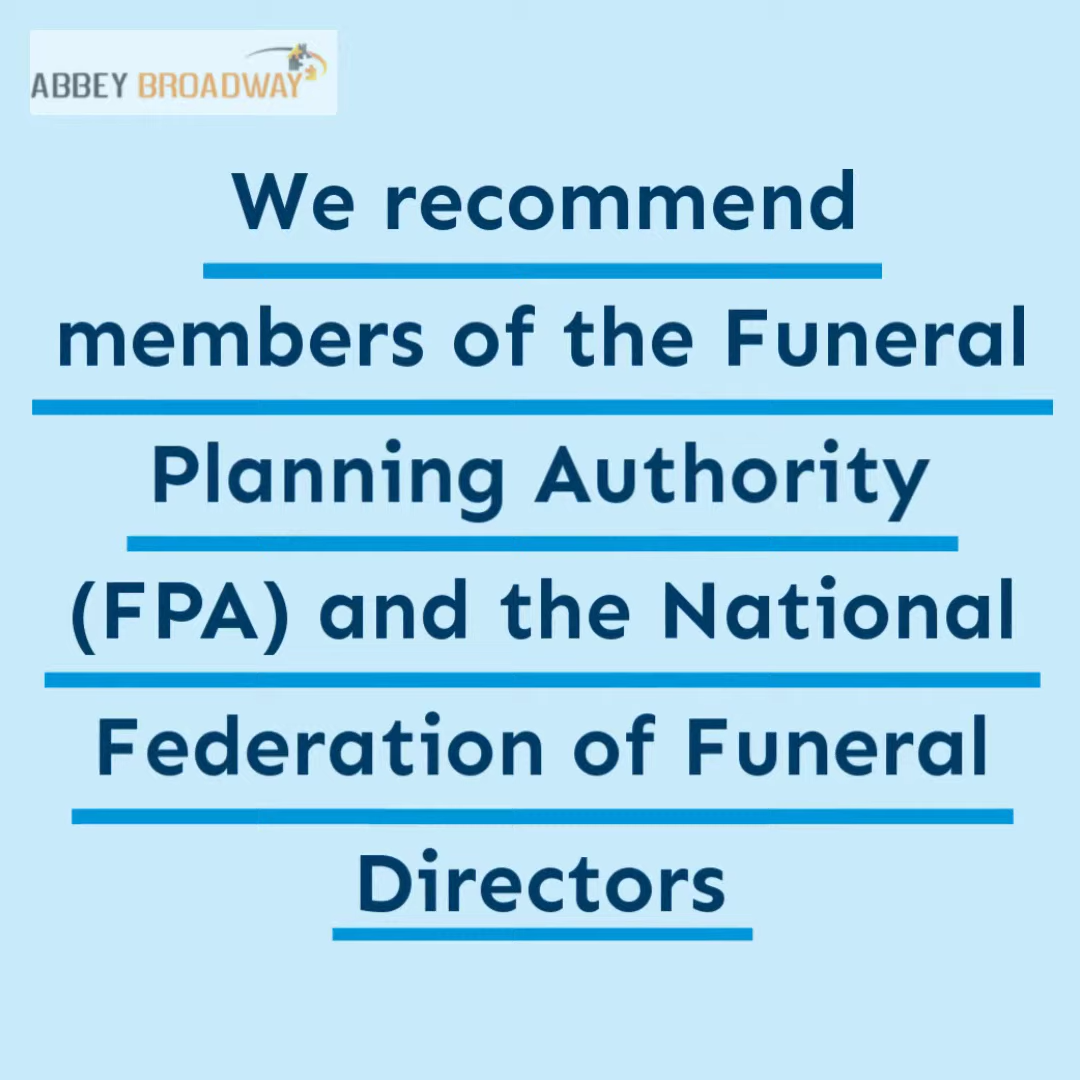 ABBEY BROADWAY
We recommend
members of the Funeral
Planning Authority
(FPA) and the National
Federation of Funeral
Directors